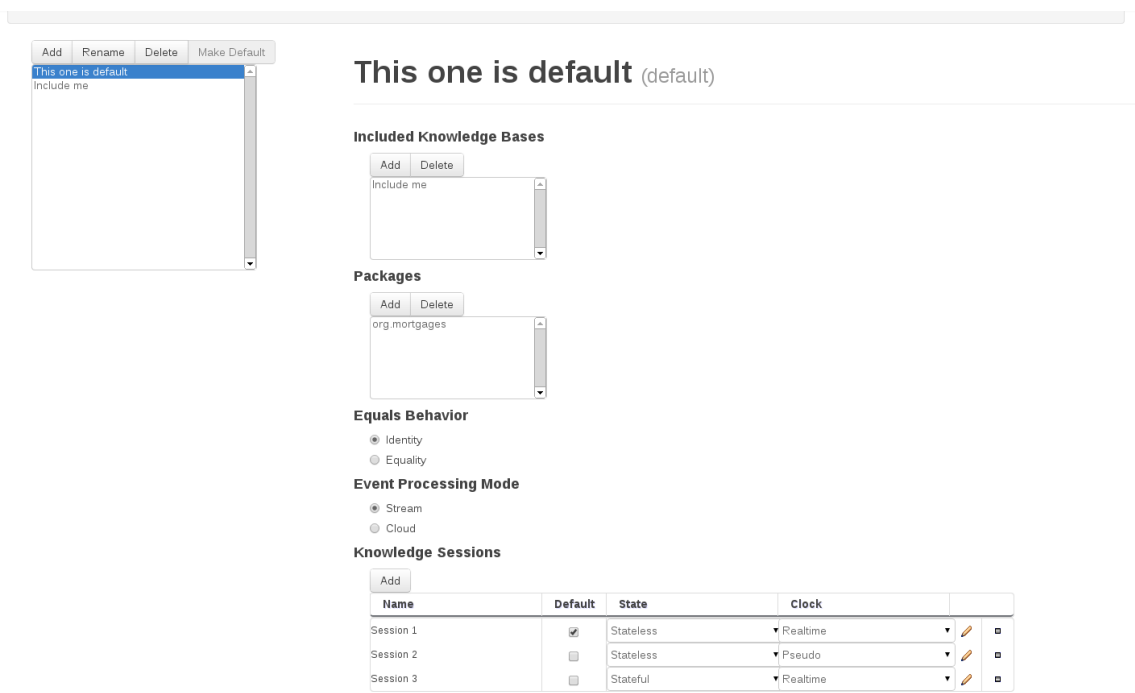 Add Rename Delete Make Default
This one is default
Include me
This one is default (default)
Included Knowledge Bases
Add Delete
Include me
Packages
Add Delete
org.mortgages
Equals Behavior
Identity
Equality
Event Processing Mode
Stream
Cloud
Knowledge Sessions
Add
Name Default State Clock
Session 1 Stateless Realtime
Session 2 Stateless Pseudo
Session 3 Stateful Realtime